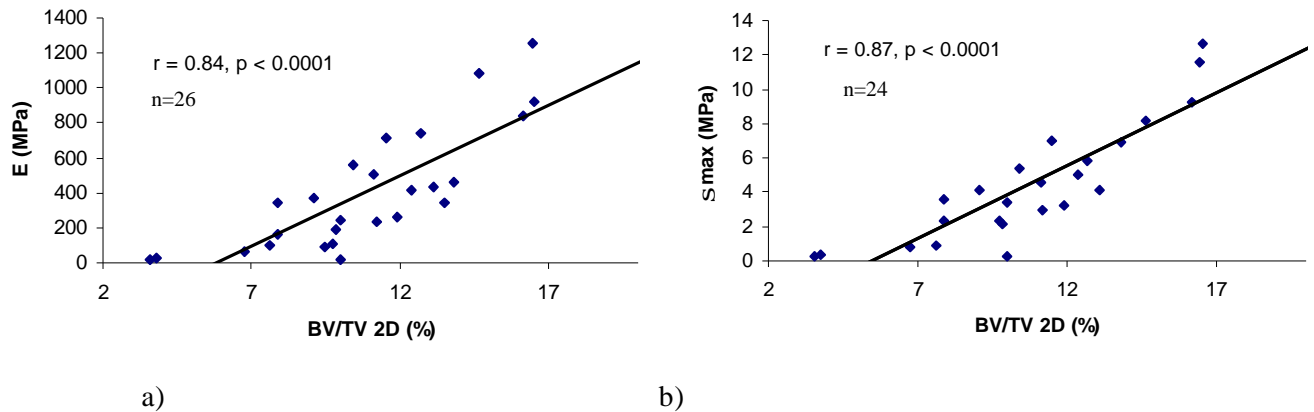 1400
1200
1000
800
600
400
200
0
E (MPa)
r = 0.84, p < 0.0001
n=26
2
7
12
17
BV/TV 2D (%)
a)
14
12
10
8
6
4
2
0
s max (MPa)
r = 0.87, p < 0.0001
n=24
2
7
12
17
BV/TV 2D (%)
b)